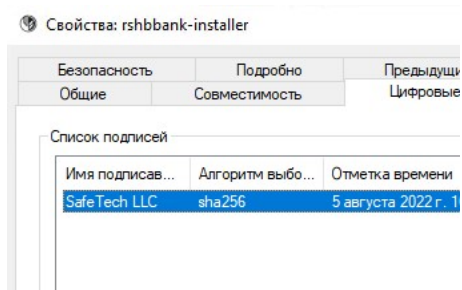 Свойства: rshbbank-installer
Безопасность Подробно Предыдущи
Общие Совместимость Цифровые
Список подписей
Имя подписав... Алгоритм выбо... Отметка времени
SafeTech LLC sha256 5 августа 2022 г. 1